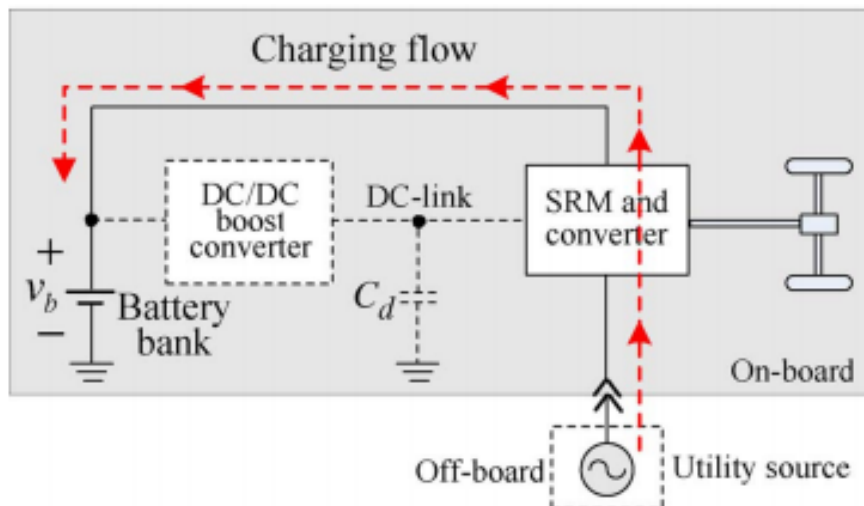 Charging flow
DC/DC
boost
converter
DC-link
SRM and
converter
+
v_b
−
Battery
bank
C_d
On-board
Off-board
Utility source